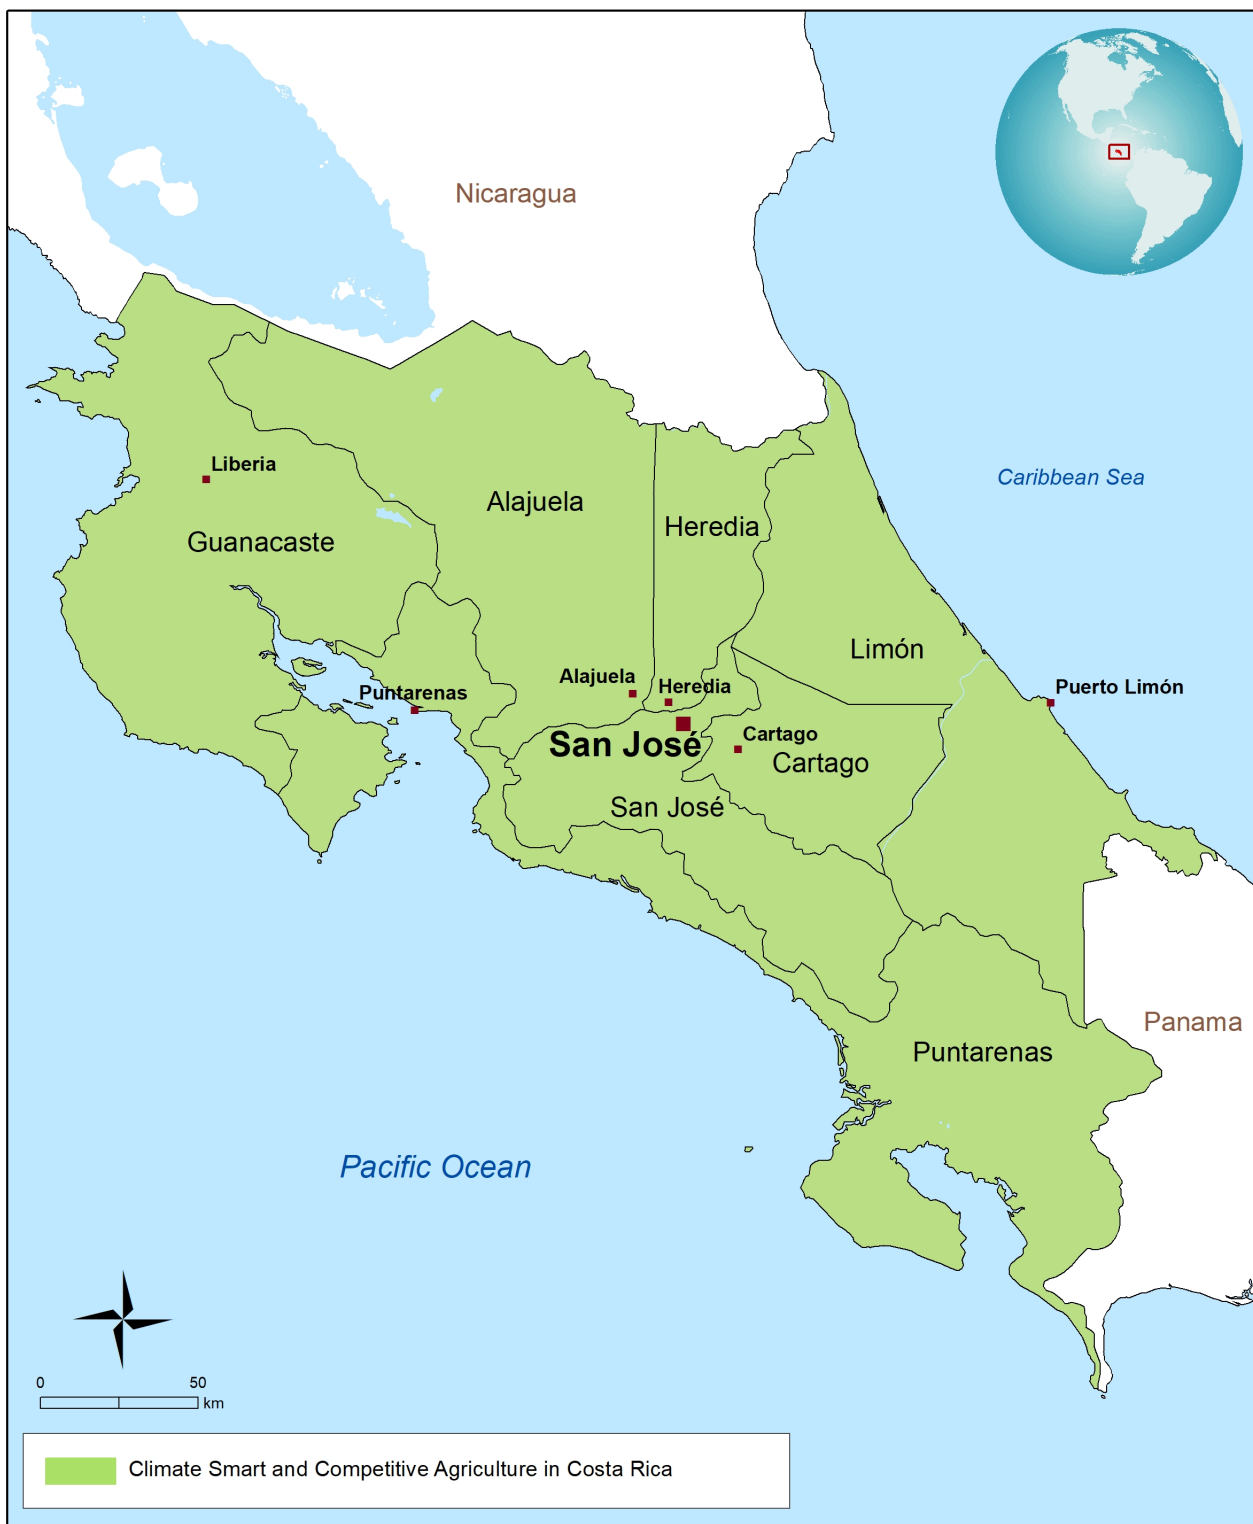 Nicaragua
Caribbean Sea
Liberia
Alajuela
Heredia
Guanacaste
Limón
Alajuela
Heredia
Puntarenas
Puerto Limón
San José
Cartago
Cartago
San José
Panama
Puntarenas
Pacific Ocean
0 50
km
Climate Smart and Competitive Agriculture in Costa Rica